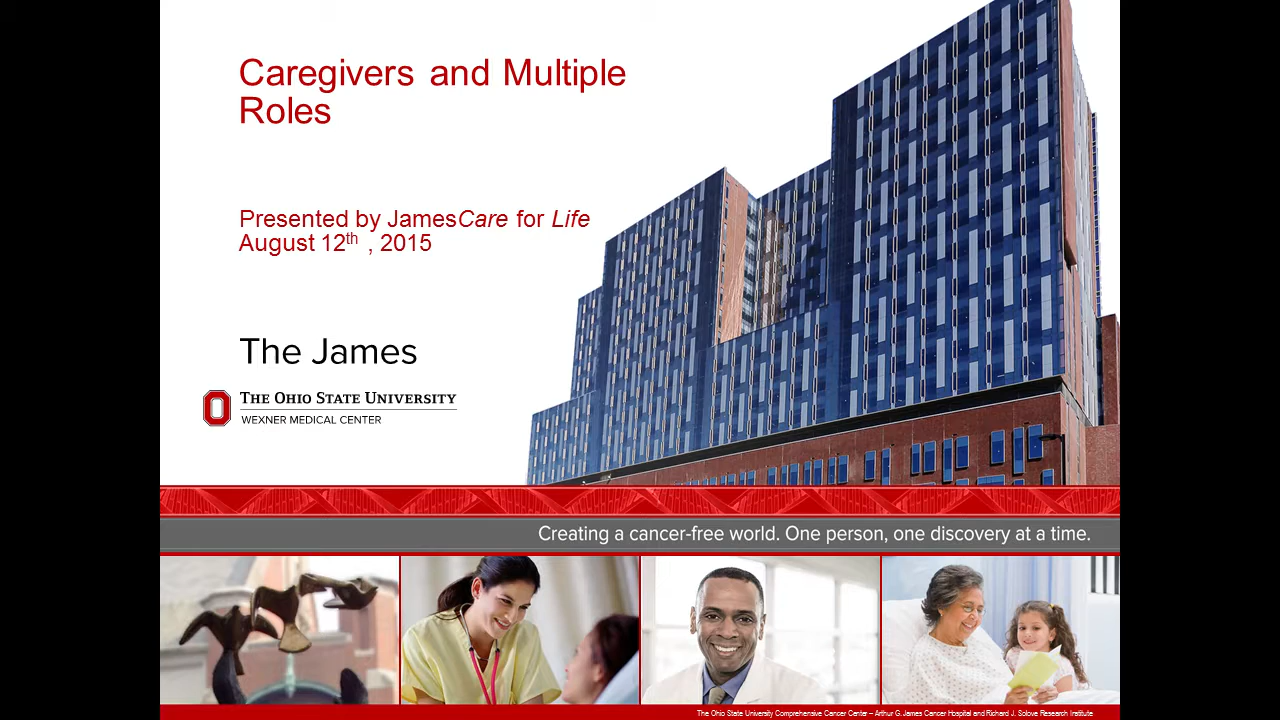 Caregivers and Multiple
Roles
Presented by JamesCare for Life
August 12th , 2015
The James
THE OHIO STATE UNIVERSITY
WEXNER MEDICAL CENTER
Creating a cancer-free world. One person, one discovery at a time.
The Ohio State University Comprehensive Cancer Center – Arthur G. James Cancer Hospital and Richard J. Solove Research Institute